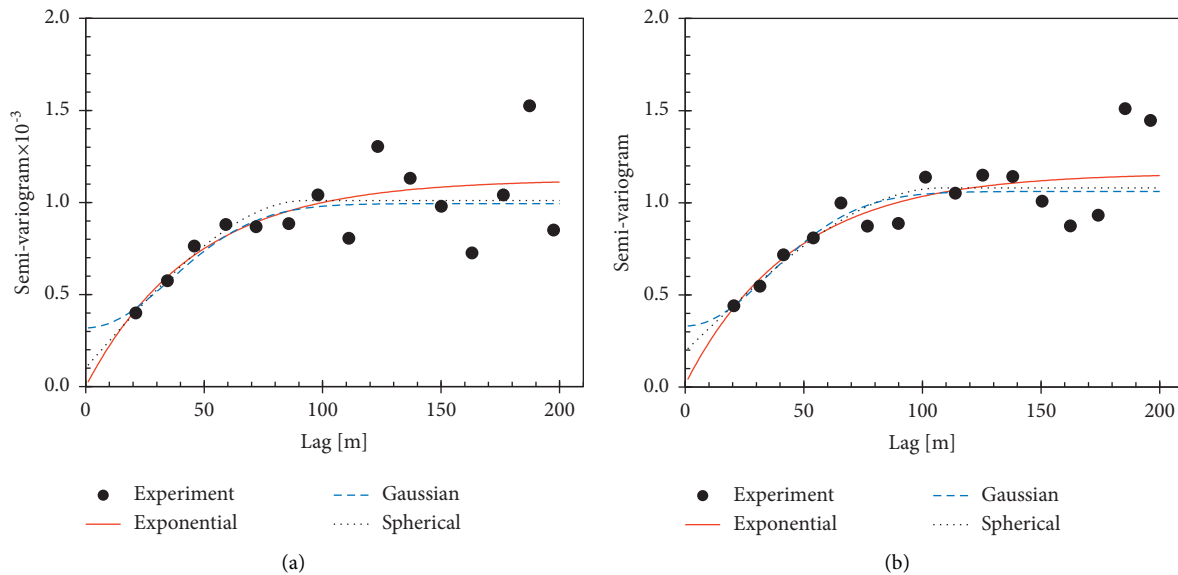 2.0
1.5
1.0
0.5
0.0
Semi-variogram×10⁻³
0 50 100 150 200
Lag [m]
Experiment
Exponential
Gaussian
Spherical
(a)
2.0
1.5
1.0
0.5
0.0
Semi-variogram
0 50 100 150 200
Lag [m]
Experiment
Exponential
Gaussian
Spherical
(b)